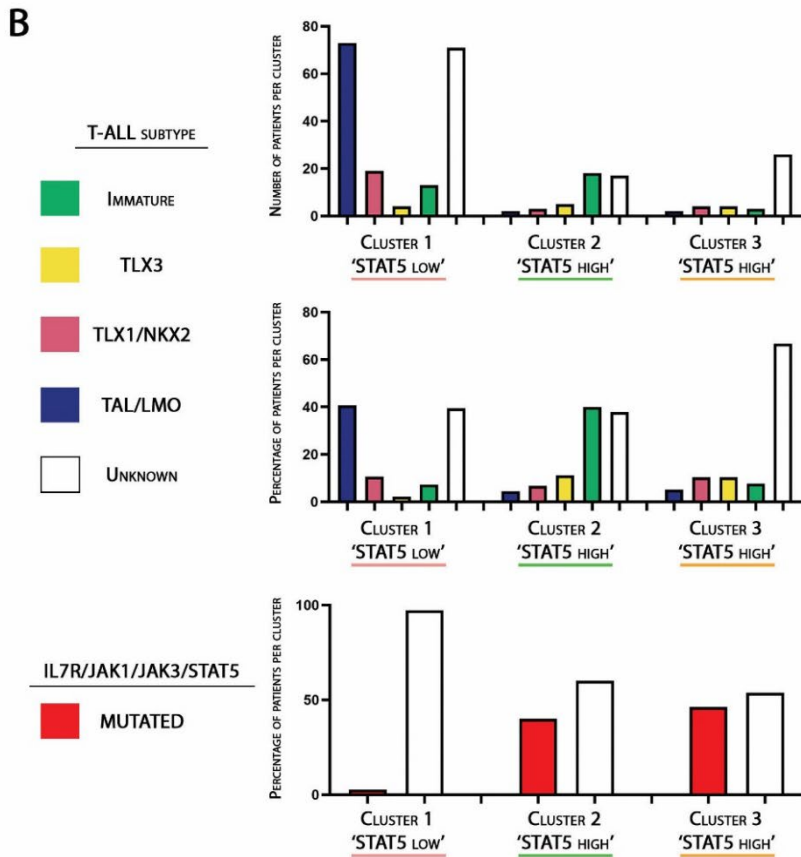 B
T-ALL SUBTYPE
IMMATURE
TLX3
TLX1/NKX2
TAL/LMO
UNKNOWN
NUMBER OF PATIENTS PER CLUSTER
80
60
40
20
0
CLUSTER 1
'STAT5 LOW'
CLUSTER 2
'STAT5 HIGH'
CLUSTER 3
'STAT5 HIGH'
PERCENTAGE OF PATIENTS PER CLUSTER
80
60
40
20
0
CLUSTER 1
'STAT5 LOW'
CLUSTER 2
'STAT5 HIGH'
CLUSTER 3
'STAT5 HIGH'
IL7R/JAK1/JAK3/STAT5
MUTATED
PERCENTAGE OF PATIENTS PER CLUSTER
100
50
0
CLUSTER 1
'STAT5 LOW'
CLUSTER 2
'STAT5 HIGH'
CLUSTER 3
'STAT5 HIGH'